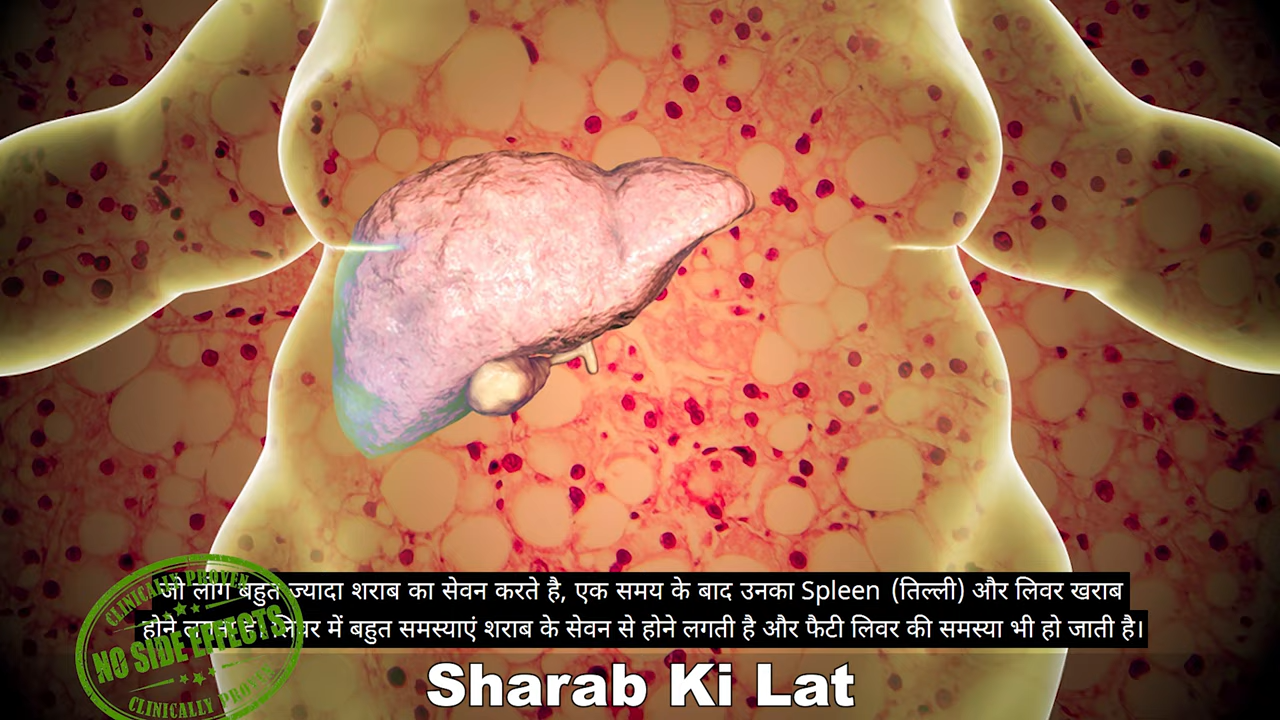 जो लोग बहुत ज्यादा शराब का सेवन करते है, एक समय के बाद उनका Spleen (तिल्ली) और लिवर खराब
होने लिवर में बहुत समस्याएं शराब के सेवन से होने लगती है और फैटी लिवर की समस्या भी हो जाती है।
CLINICALLY PROVEN
NO SIDE EFFECTS
CLINICALLY PROVEN
Sharab Ki Lat